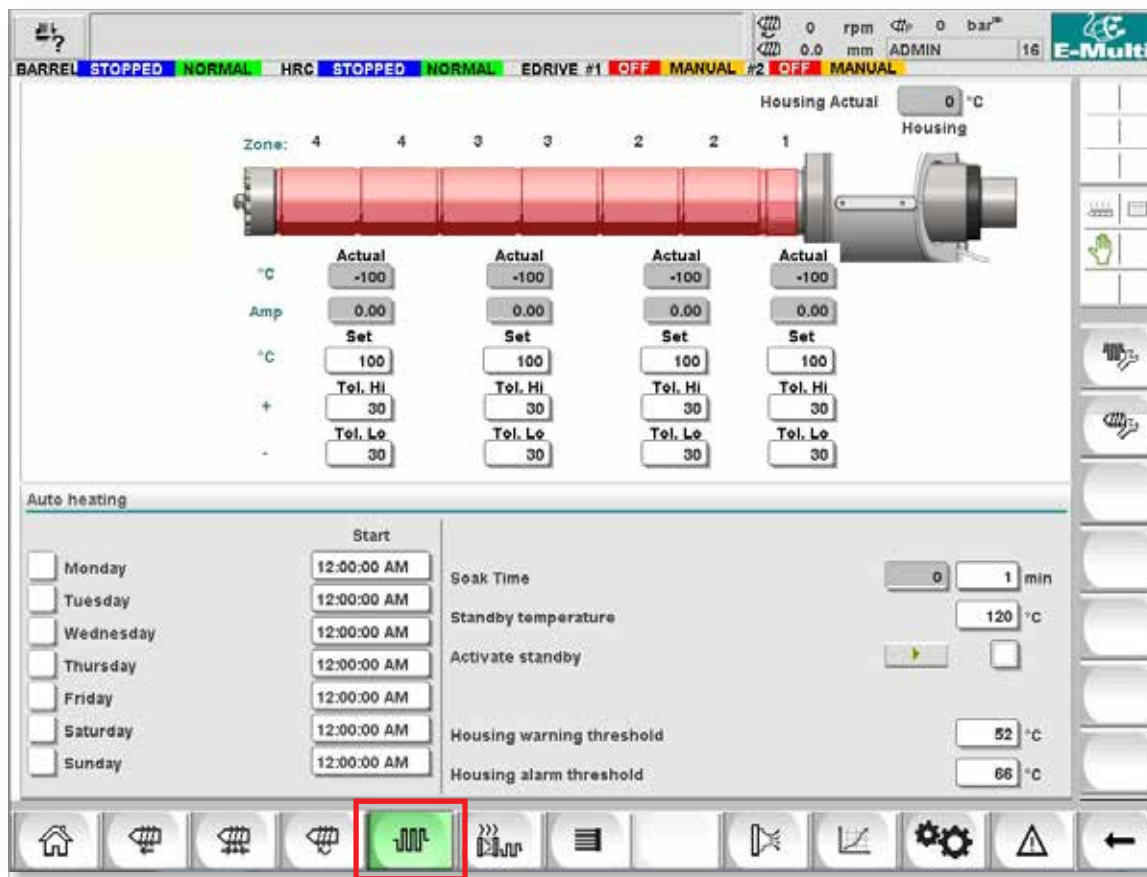 0 rpm 0 bar
0.0 mm ADMIN 16 E-Multi
BARREL STOPPED NORMAL HRC STOPPED NORMAL EDRIVE #1 OFF MANUAL #2 OFF MANUAL
Housing Actual 0 °C
Housing
Zone: 4 4 3 3 2 2 1
Actual Actual Actual Actual
°C -100 -100 -100 -100
Amp 0.00 0.00 0.00 0.00
Set Set Set Set
°C 100 100 100 100
Tol. Hi Tol. Hi Tol. Hi Tol. Hi
+ 30 30 30 30
Tol. Lo Tol. Lo Tol. Lo Tol. Lo
- 30 30 30 30
Auto heating
Start
Monday 12:00:00 AM
Tuesday 12:00:00 AM
Wednesday 12:00:00 AM
Thursday 12:00:00 AM
Friday 12:00:00 AM
Saturday 12:00:00 AM
Sunday 12:00:00 AM
Soak Time 0 1 min
Standby temperature 120 °C
Activate standby
Housing warning threshold 52 °C
Housing alarm threshold 66 °C